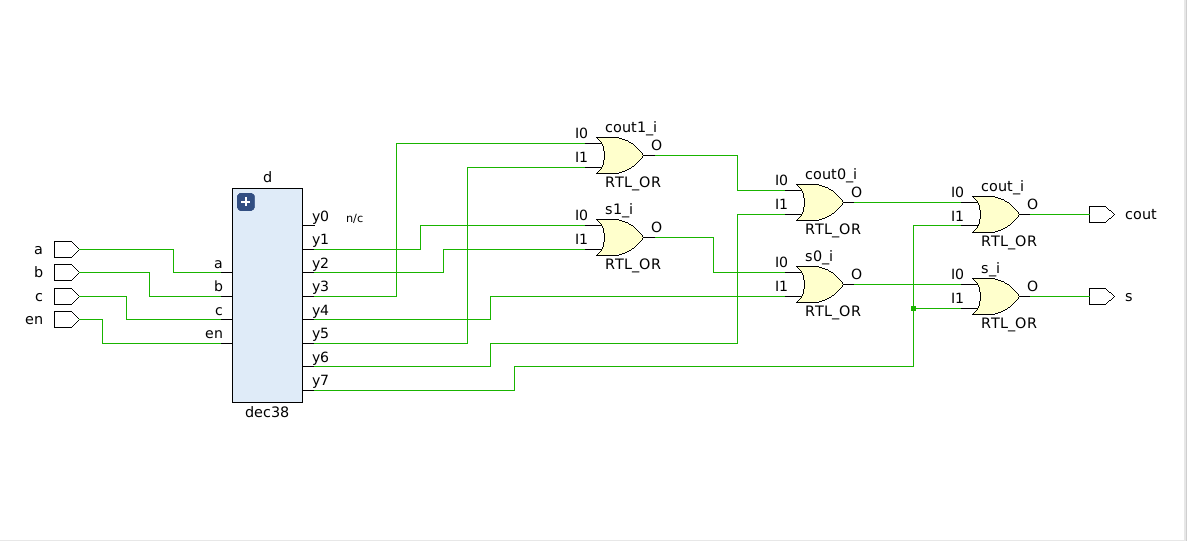 cout1_i
I0
O
I1
RTL_OR
d
cout0_i
I0
O
I1
RTL_OR
cout_i
I0
O
I1
cout
RTL_OR
s1_i
I0
O
I1
RTL_OR
y0 n/c
y1
a
b
c
en
a
b
c
en
y2
y3
y4
y5
y6
y7
dec38
s0_i
I0
O
I1
RTL_OR
s_i
I0
O
I1
s
RTL_OR